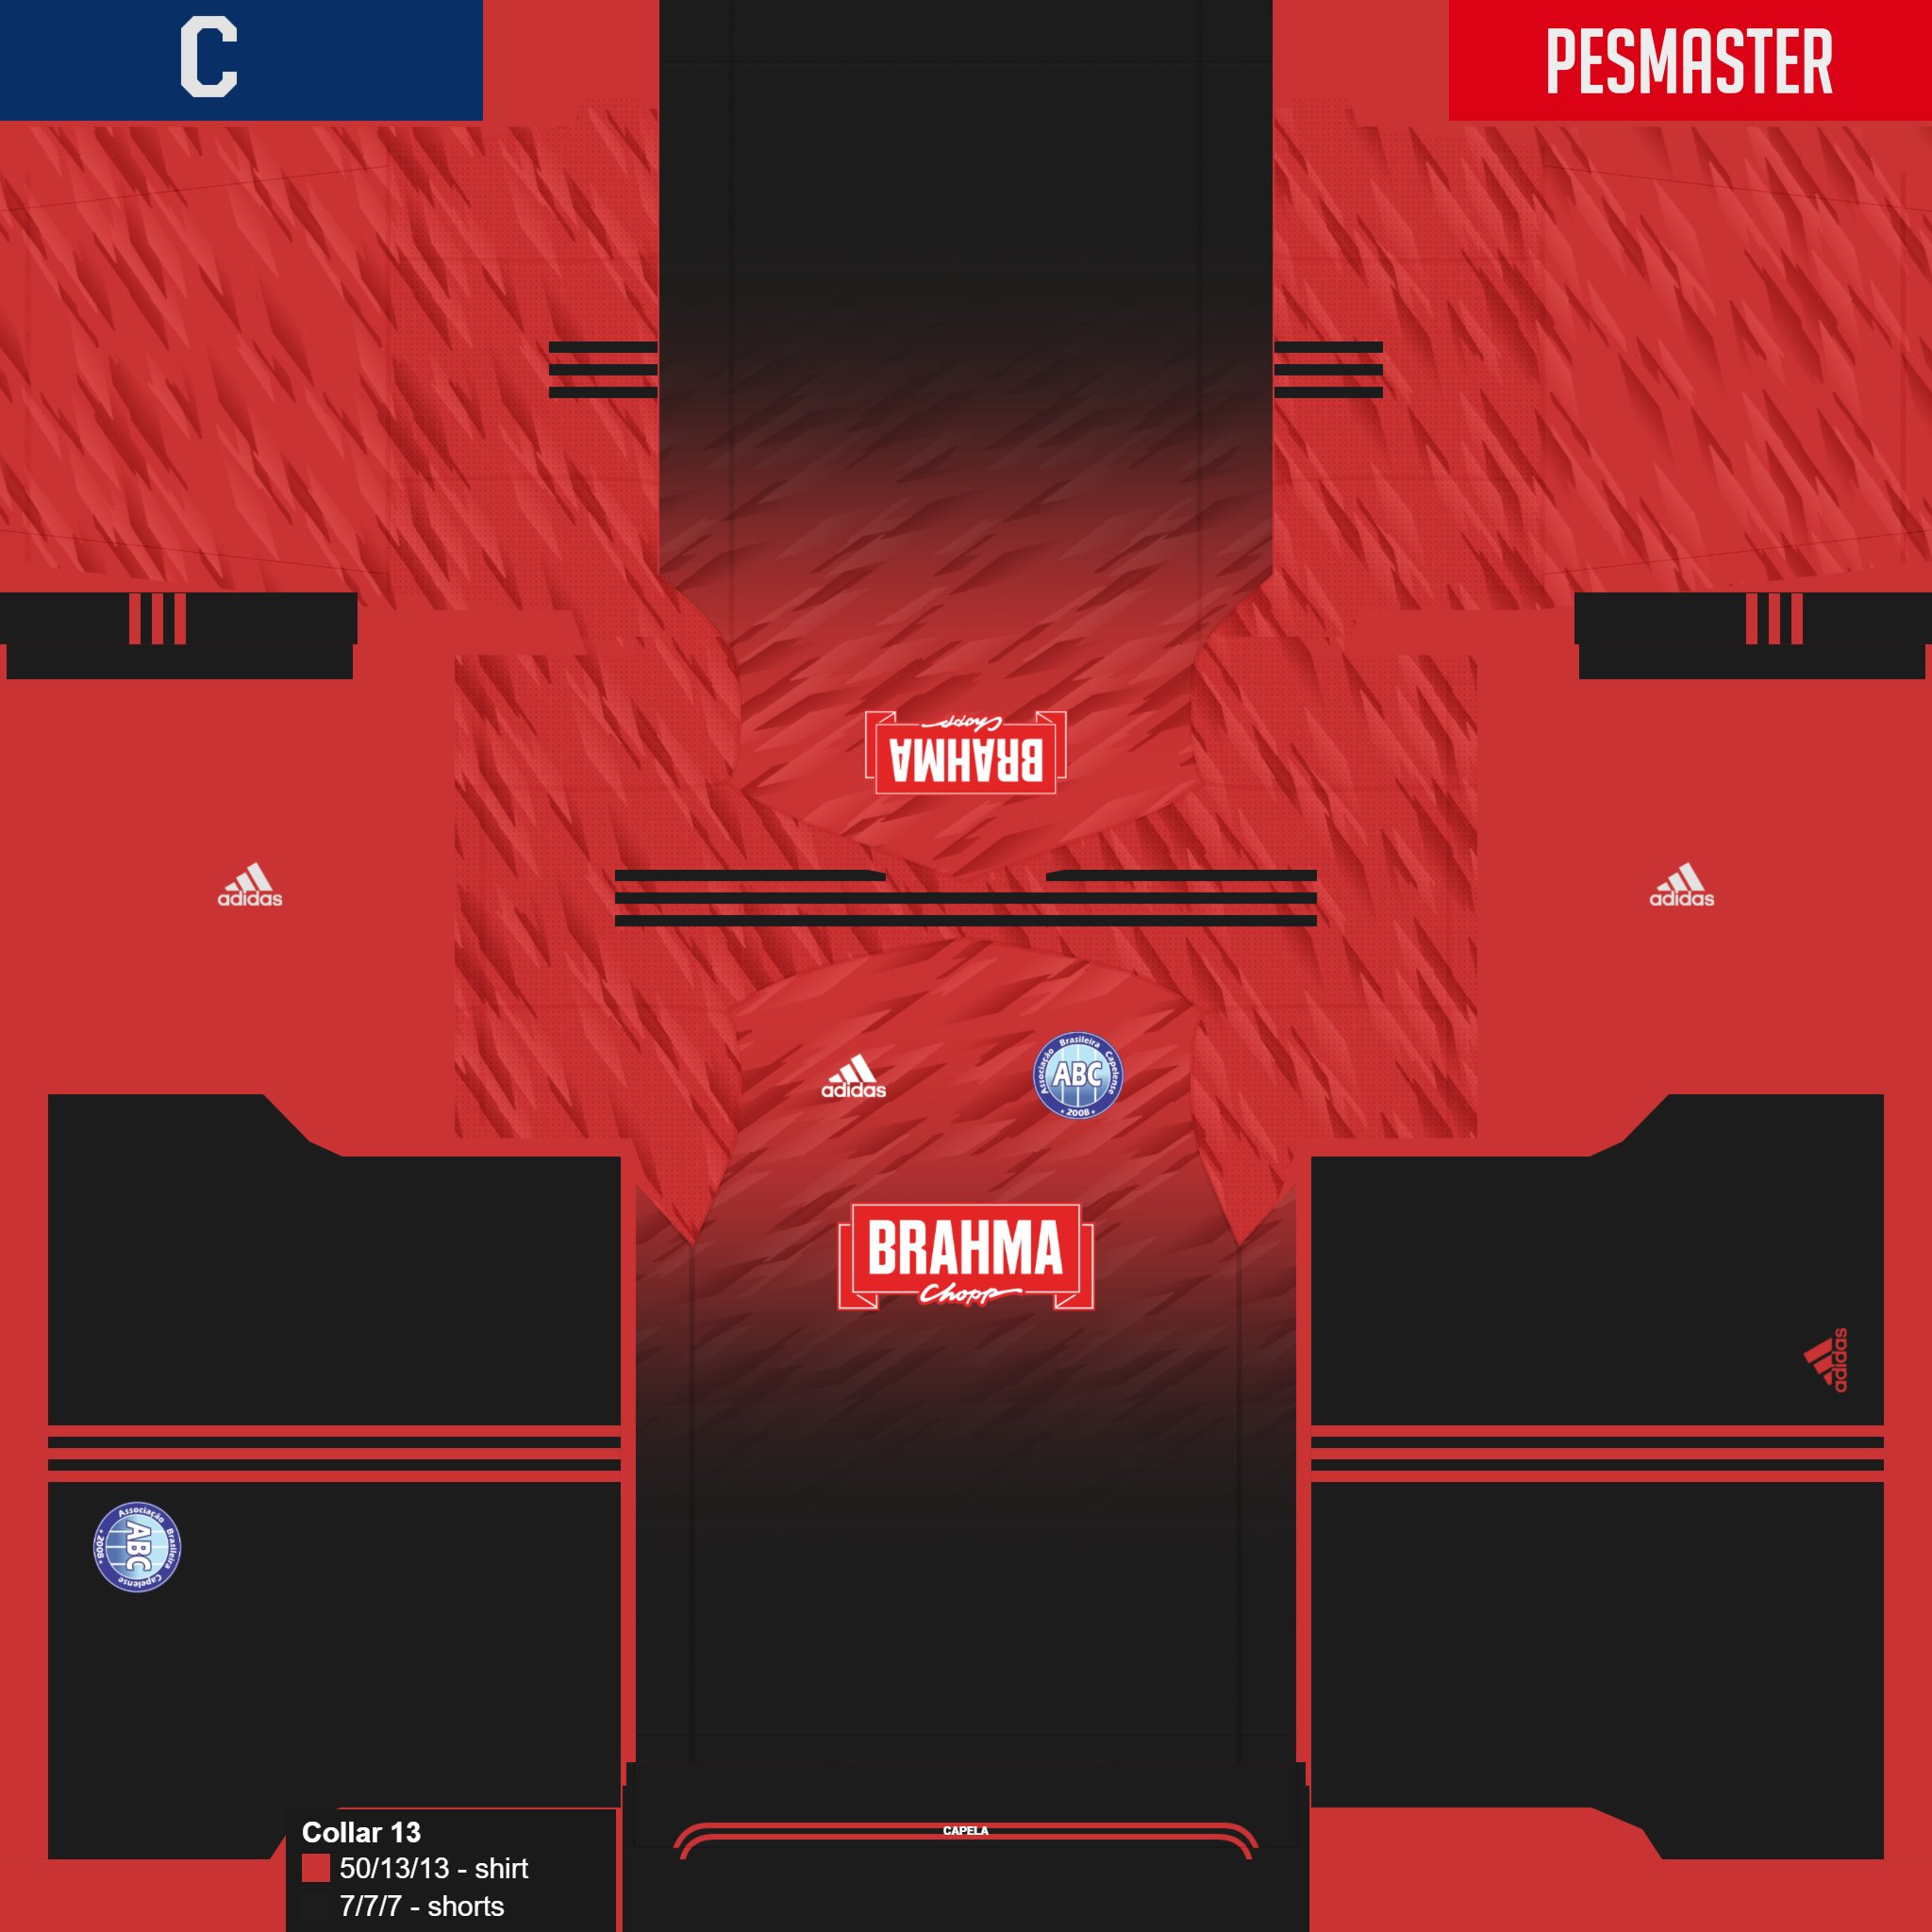 C
PESMASTER
Chopp
BRAHMA
adidas
adidas
adidas
Associação Brasileira Capelense
ABC
• 2008 •
BRAHMA
Chopp
adidas
Associação Brasileira Capelense
ABC
• 2008 •
CAPELA
Collar 13
50/13/13 - shirt
7/7/7 - shorts